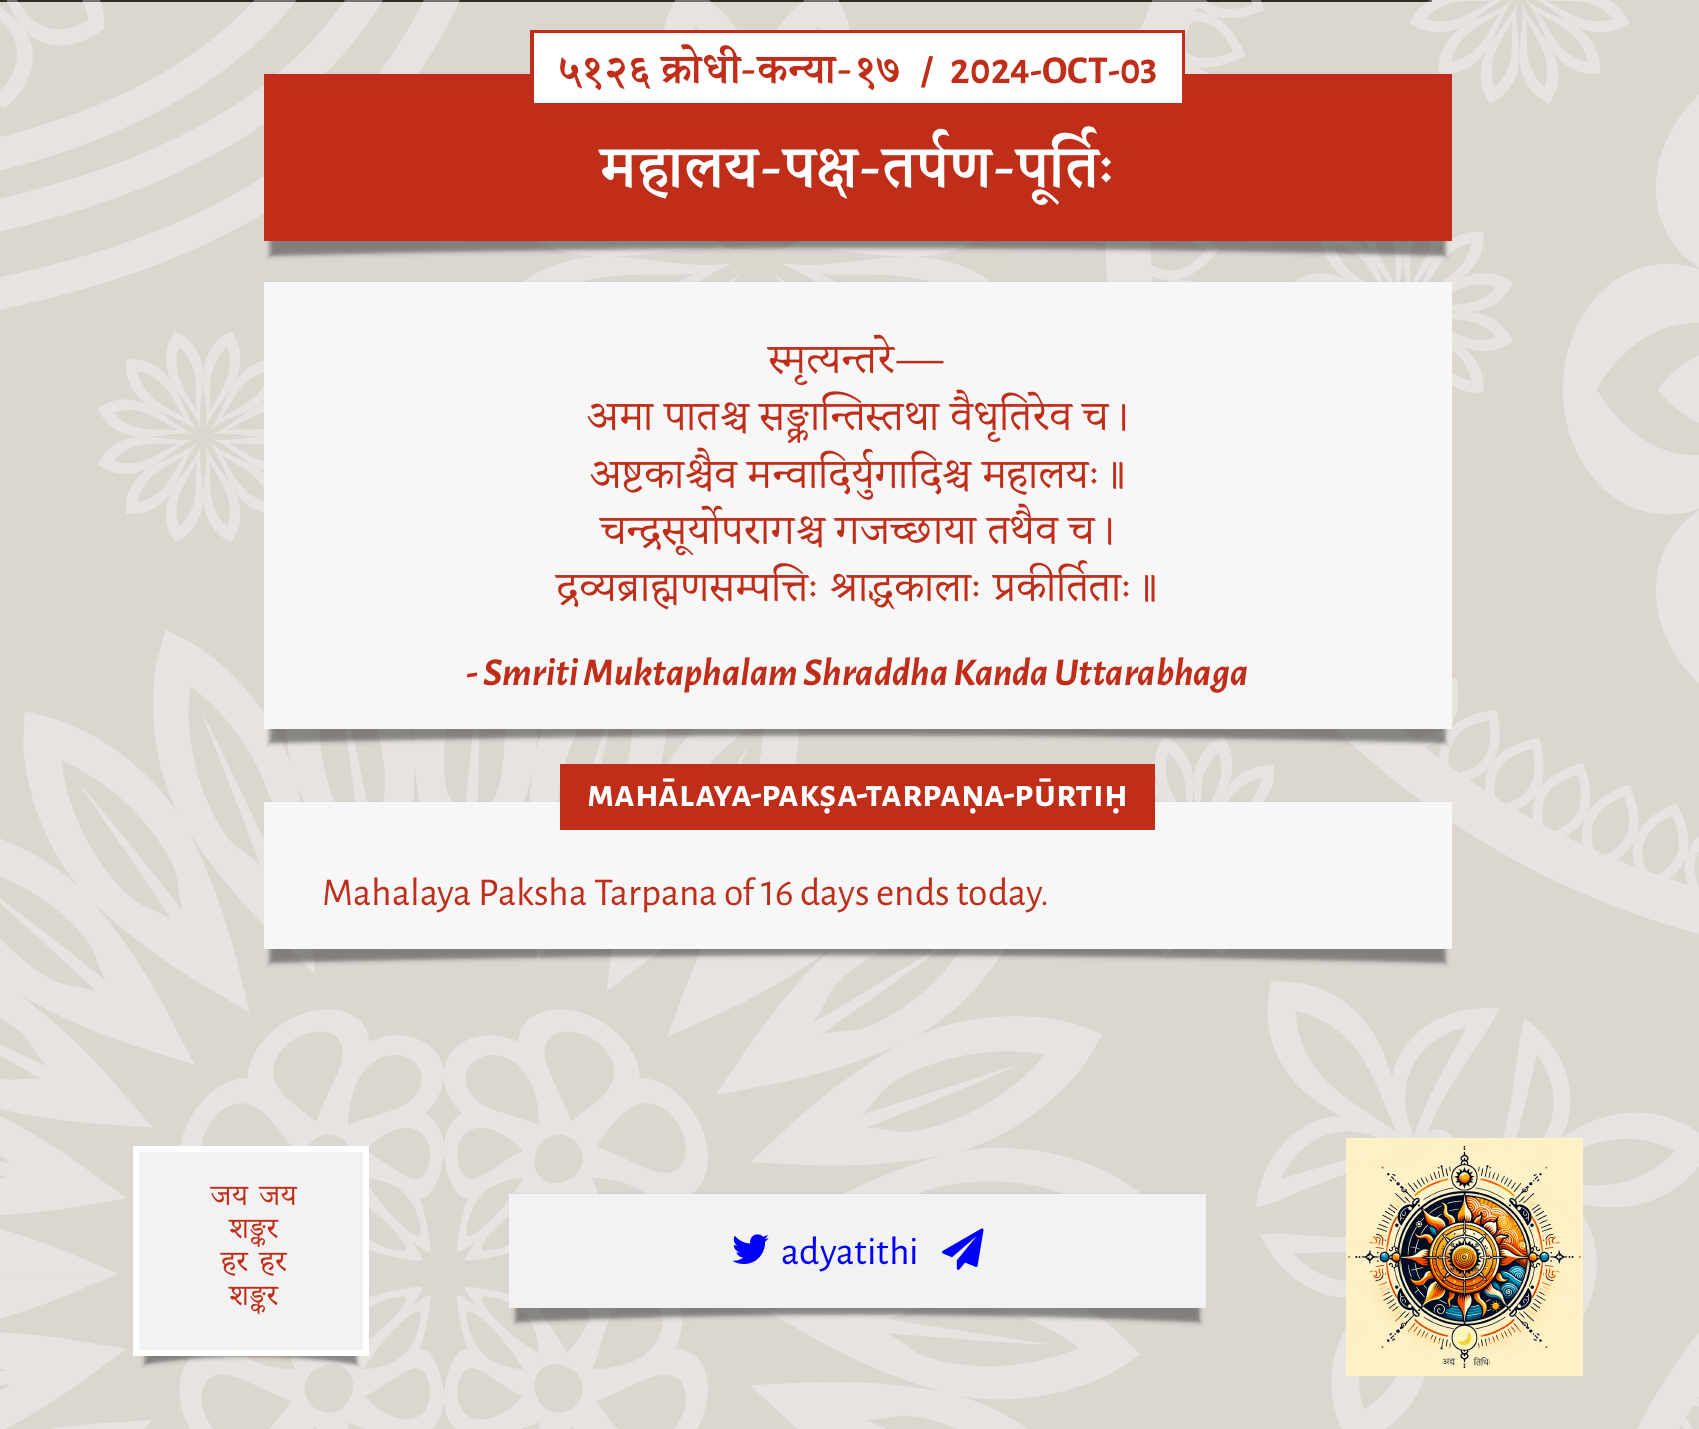 ५१२६ क्रोधी-कन्या-१७ / 2024-OCT-03
महालय-पक्ष-तर्पण-पूर्तिः
स्मृत्यन्तरे—
अमा पातश्च सङ्क्रान्तिस्तथा वैधृतिरेव च।
अष्टकाश्चैव मन्वादिर्युगादिश्च महालयः॥
चन्द्रसूर्योपरागश्च गजच्छाया तथैव च।
द्रव्यब्राह्मणसम्पत्तिः श्राद्धकालाः प्रकीर्तिताः॥
- Smriti Muktaphalam Shraddha Kanda Uttarabhaga
MAHĀLAYA-PAKṢA-TARPAṆA-PŪRTIḤ
Mahalaya Paksha Tarpana of 16 days ends today.
जय जय
शङ्कर
हर हर
शङ्कर
adyatithi
अद्य तिथिः